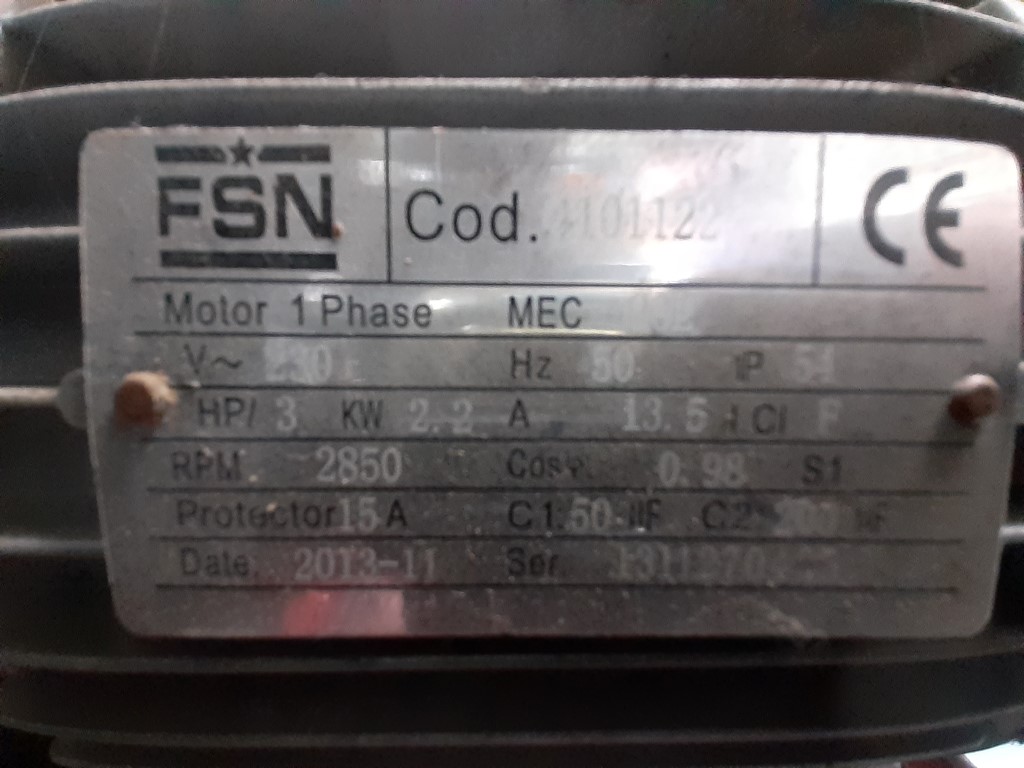 FSN
Cod. 4101122
CE
Motor 1 Phase MEC
V~ 230 Hz 50 IP 54
HP/ 3 KW 2.2 A 13.5 I.Cl F
RPM. 2850 Cosφ 0.98 S1
Protector 15 A C1: 50 μF C2: 200 μF
Date: 2013-11 Ser.